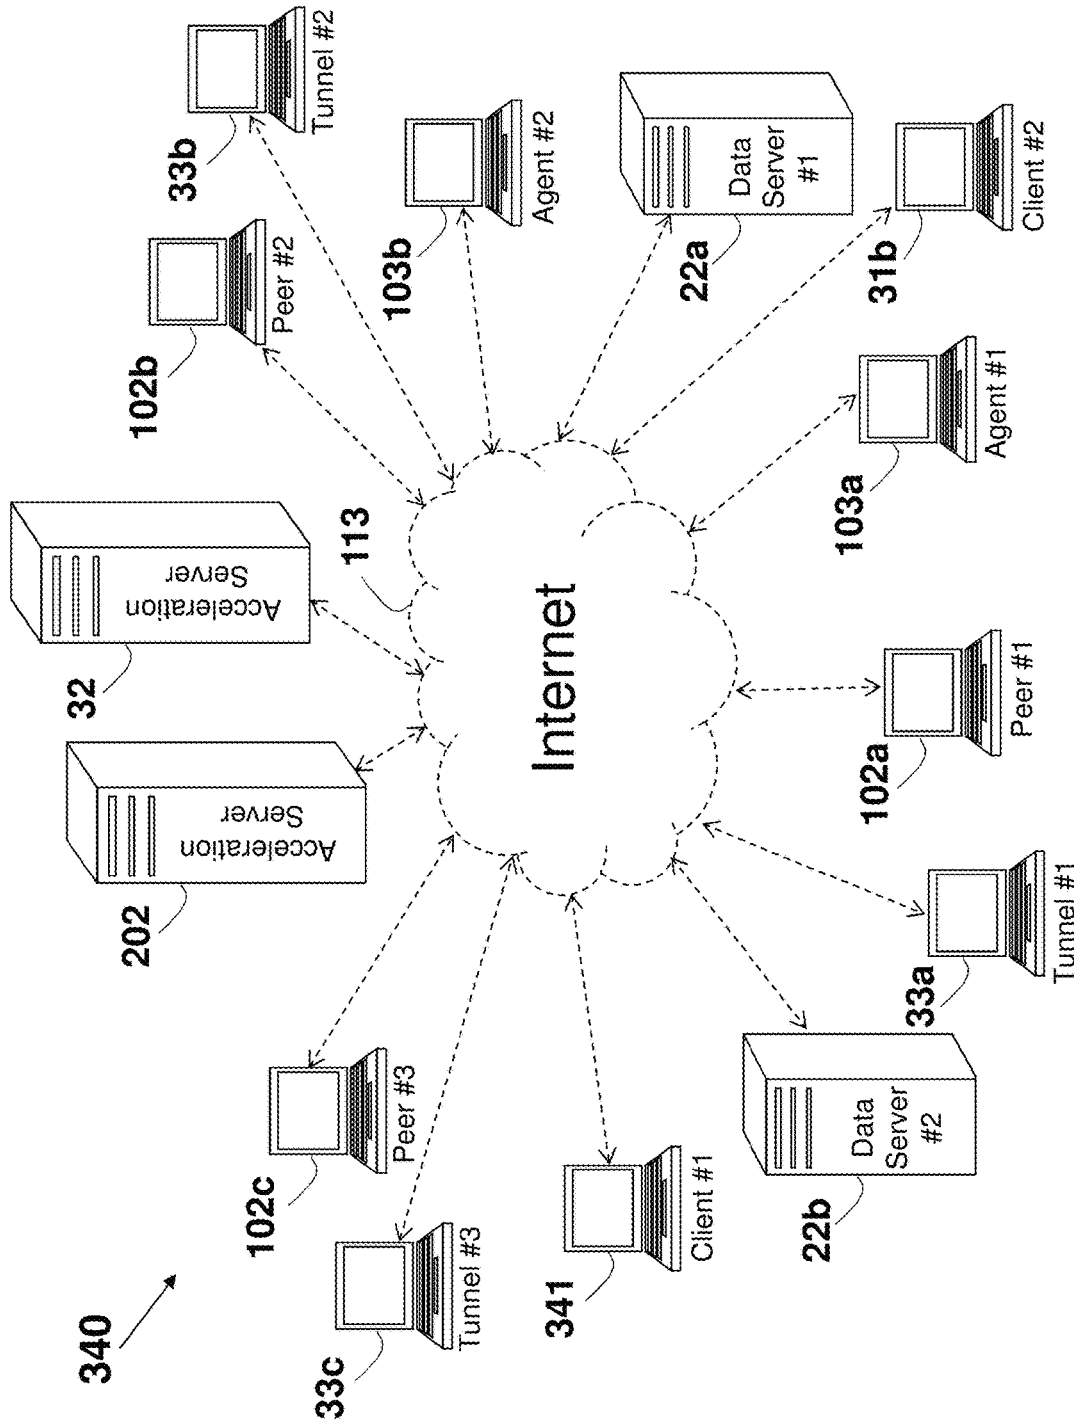 340
33c
Tunnel #3
102c
Peer #3
202
Acceleration
Server
32
Acceleration
Server
102b
Peer #2
33b
Tunnel #2
341
Client #1
113
Internet
103b
Agent #2
22b
Data
Server
#2
33a
Tunnel #1
102a
Peer #1
103a
Agent #1
22a
Data
Server
#1
31b
Client #2